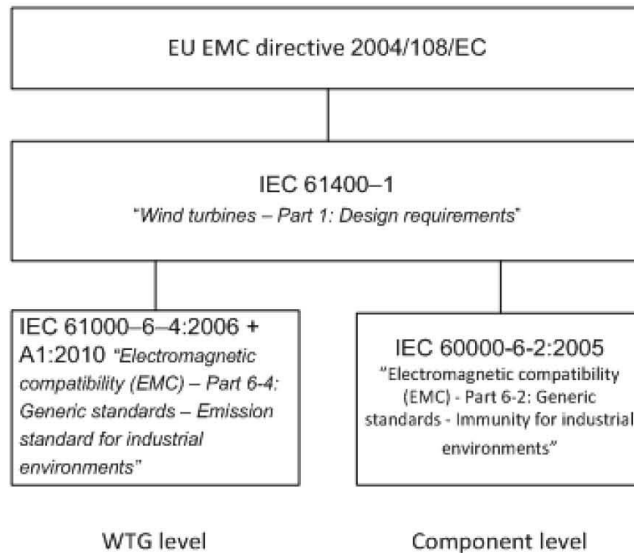 EU EMC directive 2004/108/EC
IEC 61400–1
“Wind turbines – Part 1: Design requirements”
IEC 61000–6–4:2006 +
A1:2010 “Electromagnetic
compatibility (EMC) – Part 6-4:
Generic standards – Emission
standard for industrial
environments”
IEC 60000-6-2:2005
”Electromagnetic compatibility
(EMC) - Part 6-2: Generic
standards - Immunity for industrial
environments”
WTG level
Component level